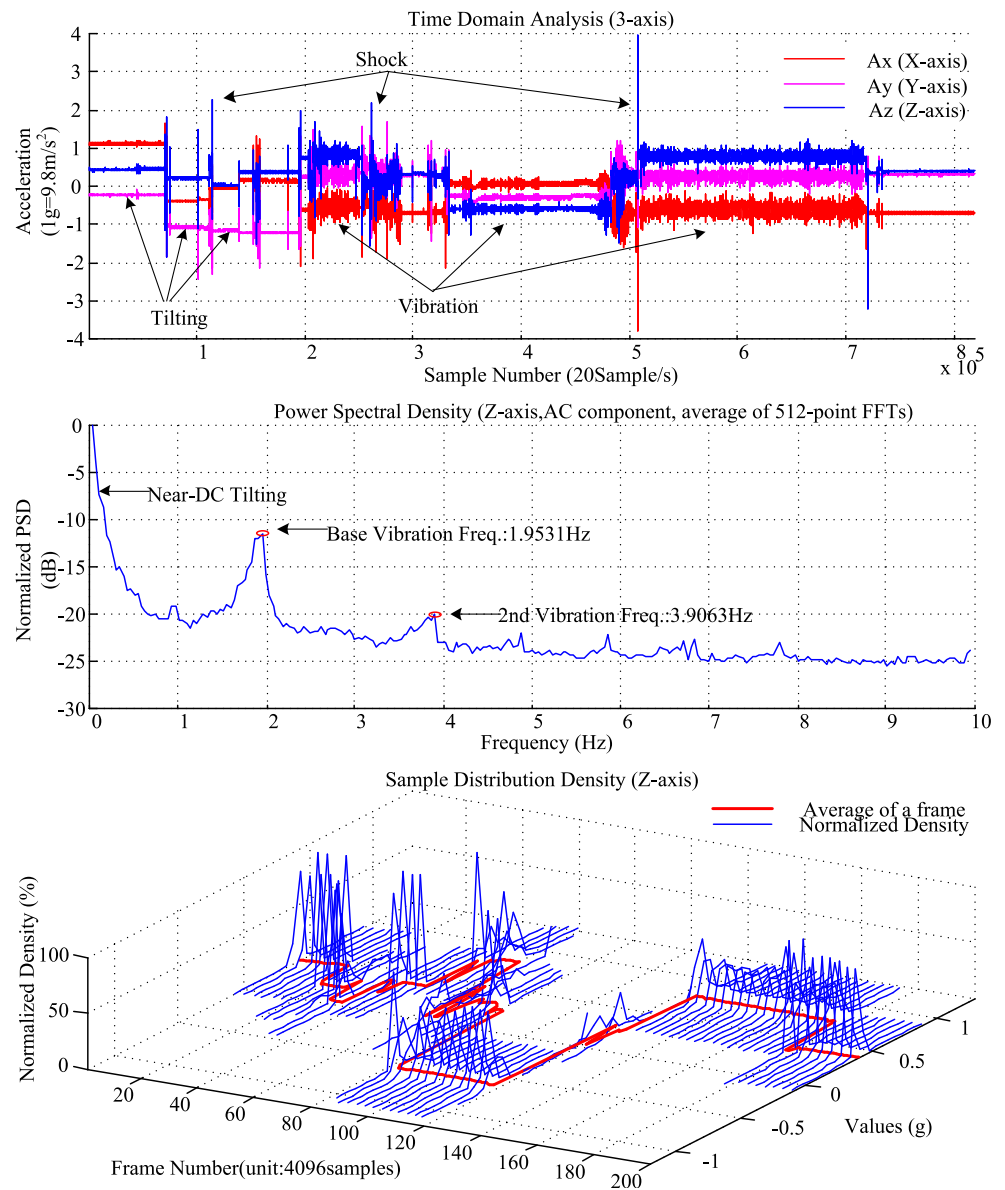 Time Domain Analysis (3-axis)
4
3
2
1
0
-1
-2
-3
-4
Acceleration
(1g=9.8m/s²)
Shock
Ax (X-axis)
Ay (Y-axis)
Az (Z-axis)
Tilting
Vibration
1 2 3 4 5 6 7 8
x 10⁵
Sample Number (20Sample/s)
Power Spectral Density (Z-axis,AC component, average of 512-point FFTs)
0
-5
-10
-15
-20
-25
-30
Normalized PSD
(dB)
Near-DC Tilting
Base Vibration Freq.:1.9531Hz
2nd Vibration Freq.:3.9063Hz
0 1 2 3 4 5 6 7 8 9 10
Frequency (Hz)
Sample Distribution Density (Z-axis)
Average of a frame
Normalized Density
Normalized Density (%)
100
50
0
20 40 60 80 100 120 140 160 180 200
Frame Number(unit:4096samples)
1
0.5
0
-0.5
-1
Values (g)